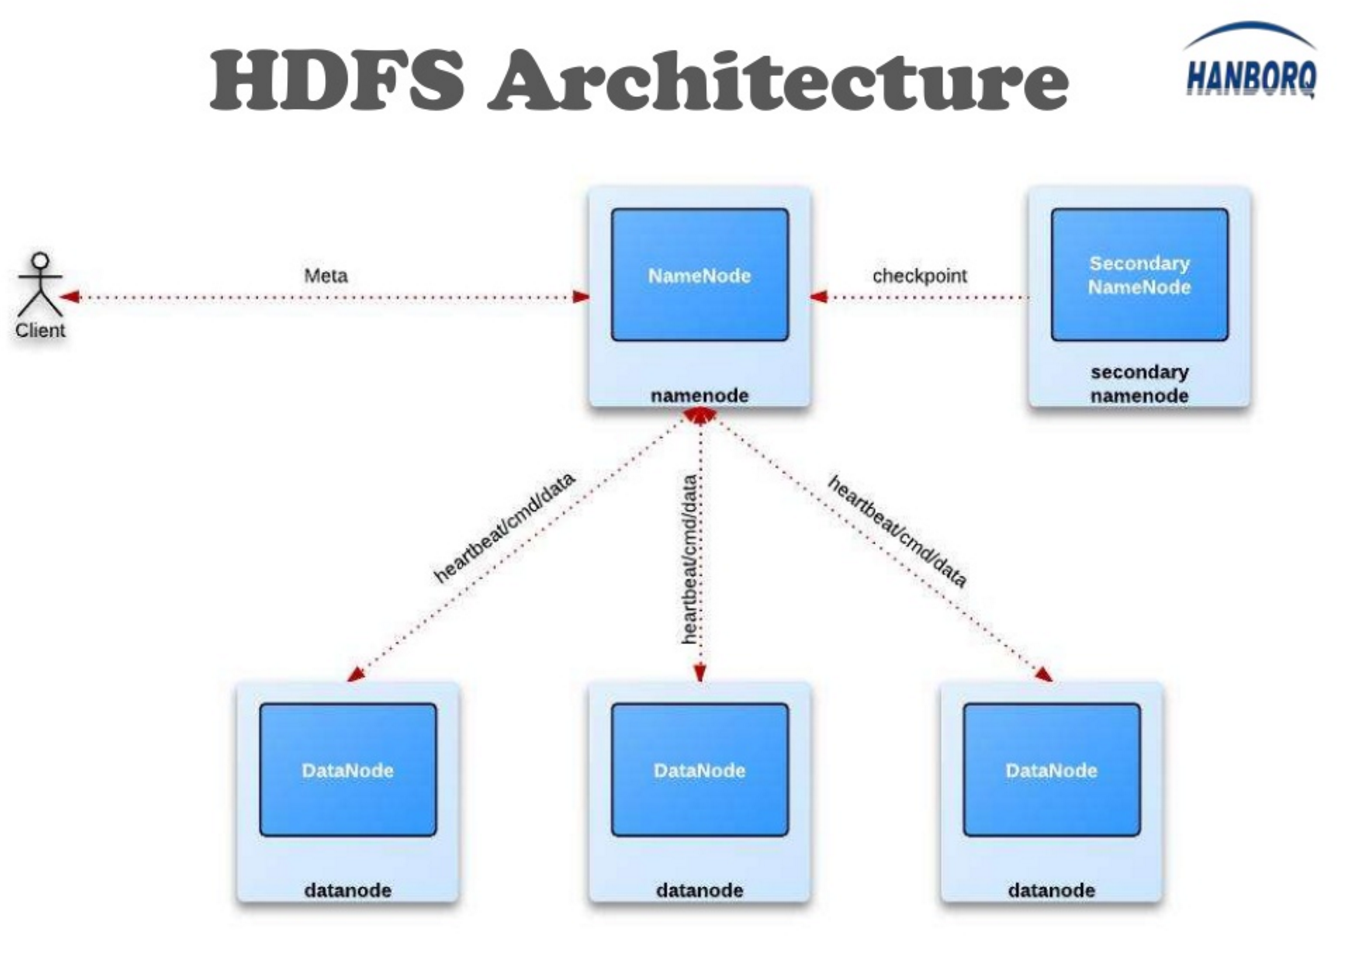 HDFS Architecture
HANBORQ
Meta
Client
NameNode
namenode
checkpoint
Secondary
NameNode
secondary
namenode
heartbeat/cmd/data
heartbeat/cmd/data
heartbeat/cmd/data
DataNode
datanode
DataNode
datanode
DataNode
datanode